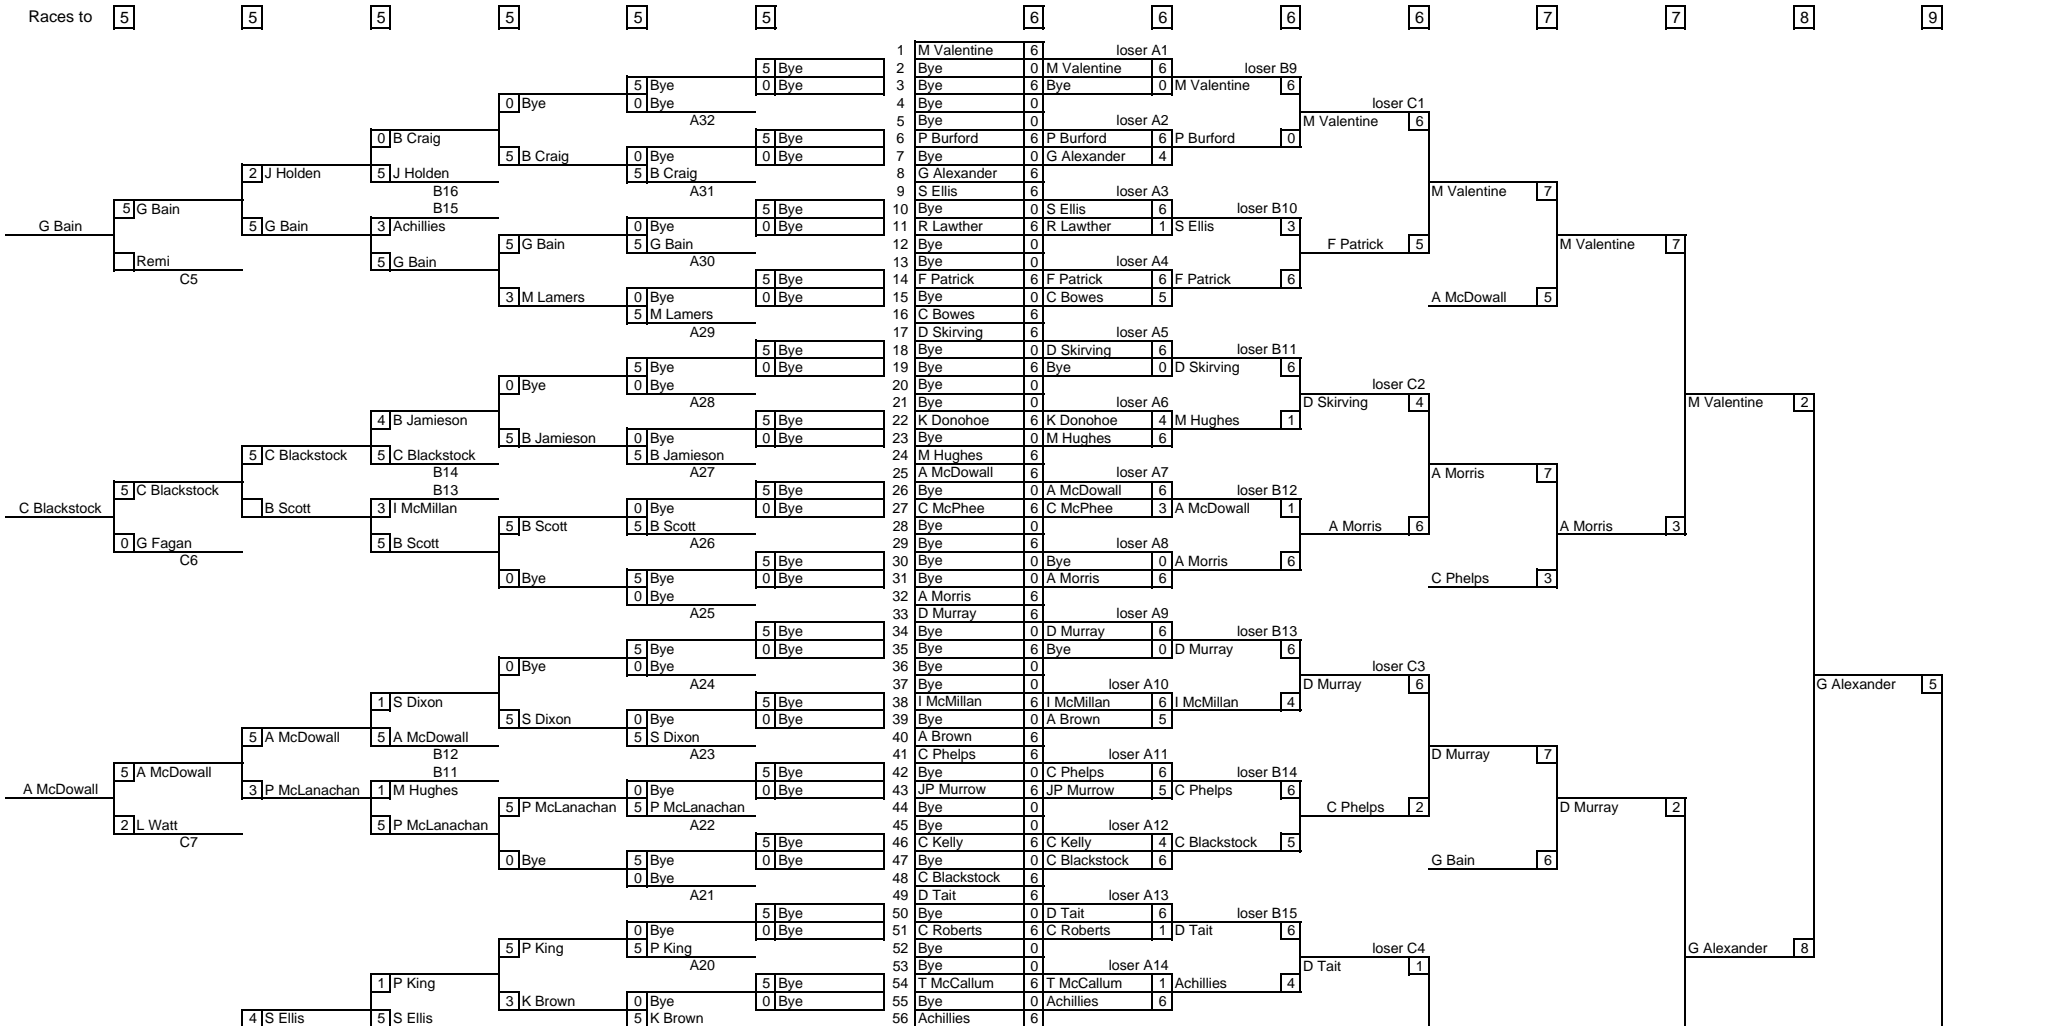 Races to 5 5 5 5 5 5 6 6 6 6 7 7 8 9
1 M Valentine 6 loser A1
5 Bye 2 Bye 0 M Valentine 6 loser B9
5 Bye 0 Bye 3 Bye 6 Bye 0 M Valentine 6
0 Bye 0 Bye 4 Bye 0 loser C1
A32 5 Bye 0 loser A2 M Valentine 6
0 B Craig 5 Bye 6 P Burford 6 P Burford 6 P Burford 0
5 B Craig 0 Bye 0 Bye 7 Bye 0 G Alexander 4
2 J Holden 5 J Holden 5 B Craig 8 G Alexander 6
B16 A31 9 S Ellis 6 loser A3 M Valentine 7
5 G Bain B15 5 Bye 10 Bye 0 S Ellis 6 loser B10
G Bain 5 G Bain 3 Achillies 0 Bye 0 Bye 11 R Lawther 6 R Lawther 1 S Ellis 3
5 G Bain 5 G Bain 12 Bye 0 F Patrick 5 M Valentine 7
Remi 5 G Bain A30 13 Bye 0 loser A4
C5 5 Bye 14 F Patrick 6 F Patrick 6 F Patrick 6
3 M Lamers 0 Bye 0 Bye 15 Bye 0 C Bowes 5 A McDowall 5
5 M Lamers 16 C Bowes 6
A29 17 D Skirving 6 loser A5
5 Bye 18 Bye 0 D Skirving 6 loser B11
5 Bye 0 Bye 19 Bye 6 Bye 0 D Skirving 6
0 Bye 0 Bye 20 Bye 0 loser C2
A28 21 Bye 0 loser A6 D Skirving 4 M Valentine 2
4 B Jamieson 5 Bye 22 K Donohoe 6 K Donohoe 4 M Hughes 1
5 B Jamieson 0 Bye 0 Bye 23 Bye 0 M Hughes 6
5 C Blackstock 5 C Blackstock 5 B Jamieson 24 M Hughes 6
B14 A27 25 A McDowall 6 loser A7 A Morris 7
5 C Blackstock B13 5 Bye 26 Bye 0 A McDowall 6 loser B12
C Blackstock B Scott 3 I McMillan 0 Bye 0 Bye 27 C McPhee 6 C McPhee 3 A McDowall 1
5 B Scott 5 B Scott 28 Bye 0 A Morris 6 A Morris 3
0 G Fagan 5 B Scott A26 29 Bye 6 loser A8
C6 5 Bye 30 Bye 0 Bye 0 A Morris 6
0 Bye 5 Bye 0 Bye 31 Bye 0 A Morris 6 C Phelps 3
0 Bye 32 A Morris 6
A25 33 D Murray 6 loser A9
5 Bye 34 Bye 0 D Murray 6 loser B13
5 Bye 0 Bye 35 Bye 6 Bye 0 D Murray 6
0 Bye 0 Bye 36 Bye 0 loser C3
A24 37 Bye 0 loser A10 D Murray 6 G Alexander 5
1 S Dixon 5 Bye 38 I McMillan 6 I McMillan 6 I McMillan 4
5 S Dixon 0 Bye 0 Bye 39 Bye 0 A Brown 5
5 A McDowall 5 A McDowall 5 S Dixon 40 A Brown 6
B12 A23 41 C Phelps 6 loser A11 D Murray 7
5 A McDowall B11 5 Bye 42 Bye 0 C Phelps 6 loser B14
A McDowall 3 P McLanachan 1 M Hughes 0 Bye 0 Bye 43 JP Murrow 6 JP Murrow 5 C Phelps 6
5 P McLanachan 5 P McLanachan 44 Bye 0 C Phelps 2 D Murray 2
2 L Watt 5 P McLanachan A22 45 Bye 0 loser A12
C7 5 Bye 46 C Kelly 6 C Kelly 4 C Blackstock 5
0 Bye 5 Bye 0 Bye 47 Bye 0 C Blackstock 6 G Bain 6
0 Bye 48 C Blackstock 6
A21 49 D Tait 6 loser A13
5 Bye 50 Bye 0 D Tait 6 loser B15
0 Bye 0 Bye 51 C Roberts 6 C Roberts 1 D Tait 6
5 P King 5 P King 52 Bye 0 loser C4 G Alexander 8
A20 53 Bye 0 loser A14 D Tait 1
1 P King 5 Bye 54 T McCallum 6 T McCallum 1 Achillies 4
3 K Brown 0 Bye 0 Bye 55 Bye 0 Achillies 6
4 S Ellis 5 S Ellis 5 K Brown 56 Achillies 6